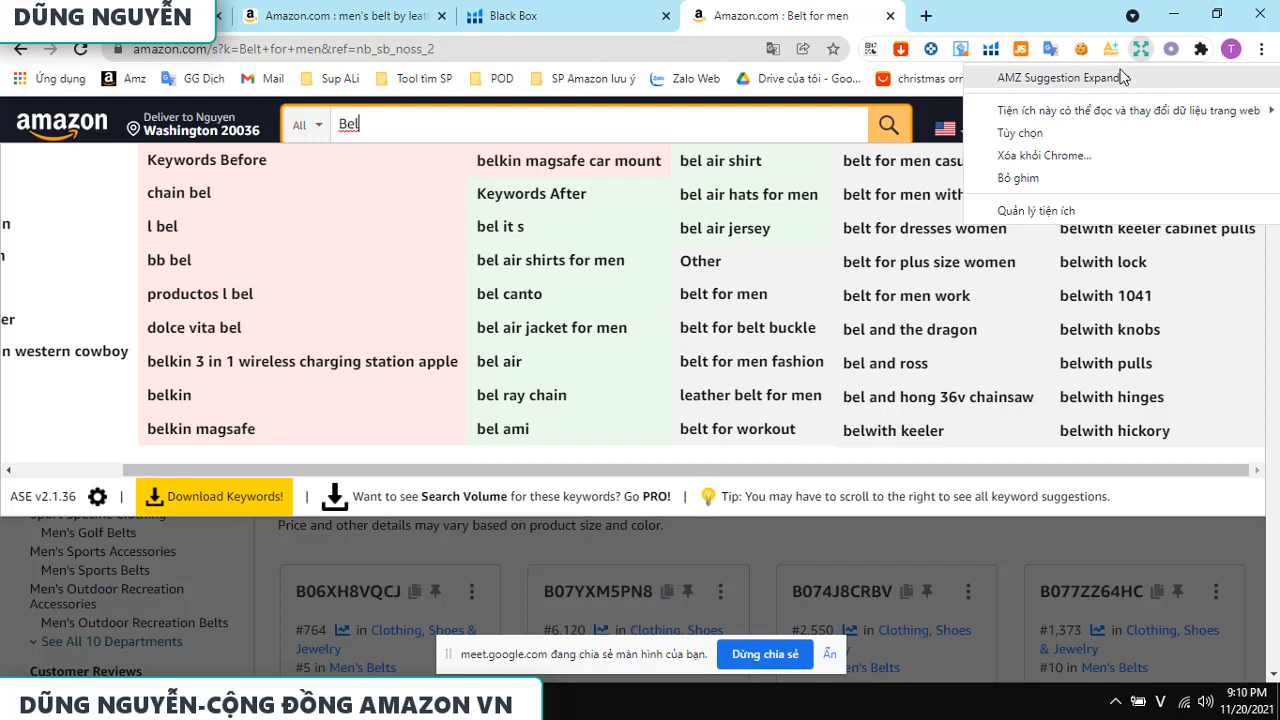 DŨNG NGUYỄN
Amazon.com : men's belt by leat
Black Box
Amazon.com : Belt for men
amazon.com/s?k=Belt+for+men&ref=nb_sb_noss_2
T
Ứng dụng
Amz
GG Dịch
Mail
Sup ALi
POD
SP Amazon lưu ý
Drive của tôi - Goo
christmas orn
AMZ Suggestion Expand
Tiện ích này có thể đọc và thay đổi dữ liệu trang web
Tùy chọn
Xóa khỏi Chrome...
Bỏ ghim
Quản lý tiện ích
amazon
Deliver to Nguyen
Washington 20036
All
Bel
Keywords Before
chain bel
l bel
bb bel
productos l bel
dolce vita bel
belkin 3 in 1 wireless charging station apple
belkin
belkin magsafe
belkin magsafe car mount
Keywords After
bel it s
bel air shirts for men
bel canto
bel air jacket for men
bel air
bel ray chain
bel ami
bel air shirt
bel air hats for men
bel air jersey
Other
belt for men
belt for belt buckle
belt for men fashion
leather belt for men
belt for workout
belt for men casu
belt for men with
belt for dresses women
belt for plus size women
belt for men work
bel and the dragon
bel and ross
bel and hong 36v chainsaw
belwith keeler
belwith keeler cabinet pulls
belwith lock
belwith 1041
belwith knobs
belwith pulls
belwith hinges
belwith hickory
n
er
n western cowboy
ASE v2.1.36 | Download Keywords! | Want to see Search Volume for these keywords? Go PRO! | Tip: You may have to scroll to the right to see all keyword suggestions.
Men's Golf Belts
Men's Sports Accessories
Men's Sports Belts
Men's Outdoor Recreation
Accessories
Men's Outdoor Recreation Belts
See All 10 Departments
Customer Reviews
Price and other details may vary based on product size and color.
B06XH8VQCJ
#764 in Clothing, Shoes &
Jewelry
#5 in Men's Belts
B07YXM5PN8
#6,120 in Clothing, Shoes
B074J8CRBV
#2,550 in Clothing, Shoes
& Jewelry
in Men's Belts
B077ZZ64HC
#1,373 in Clothing, Shoes
& Jewelry
#10 in Men's Belts
meet.google.com đang chia sẻ màn hình của bạn.
Dừng chia sẻ
Ẩn
DŨNG NGUYỄN-CỘNG ĐỒNG AMAZON VN
V
9:10 PM
11/20/2021